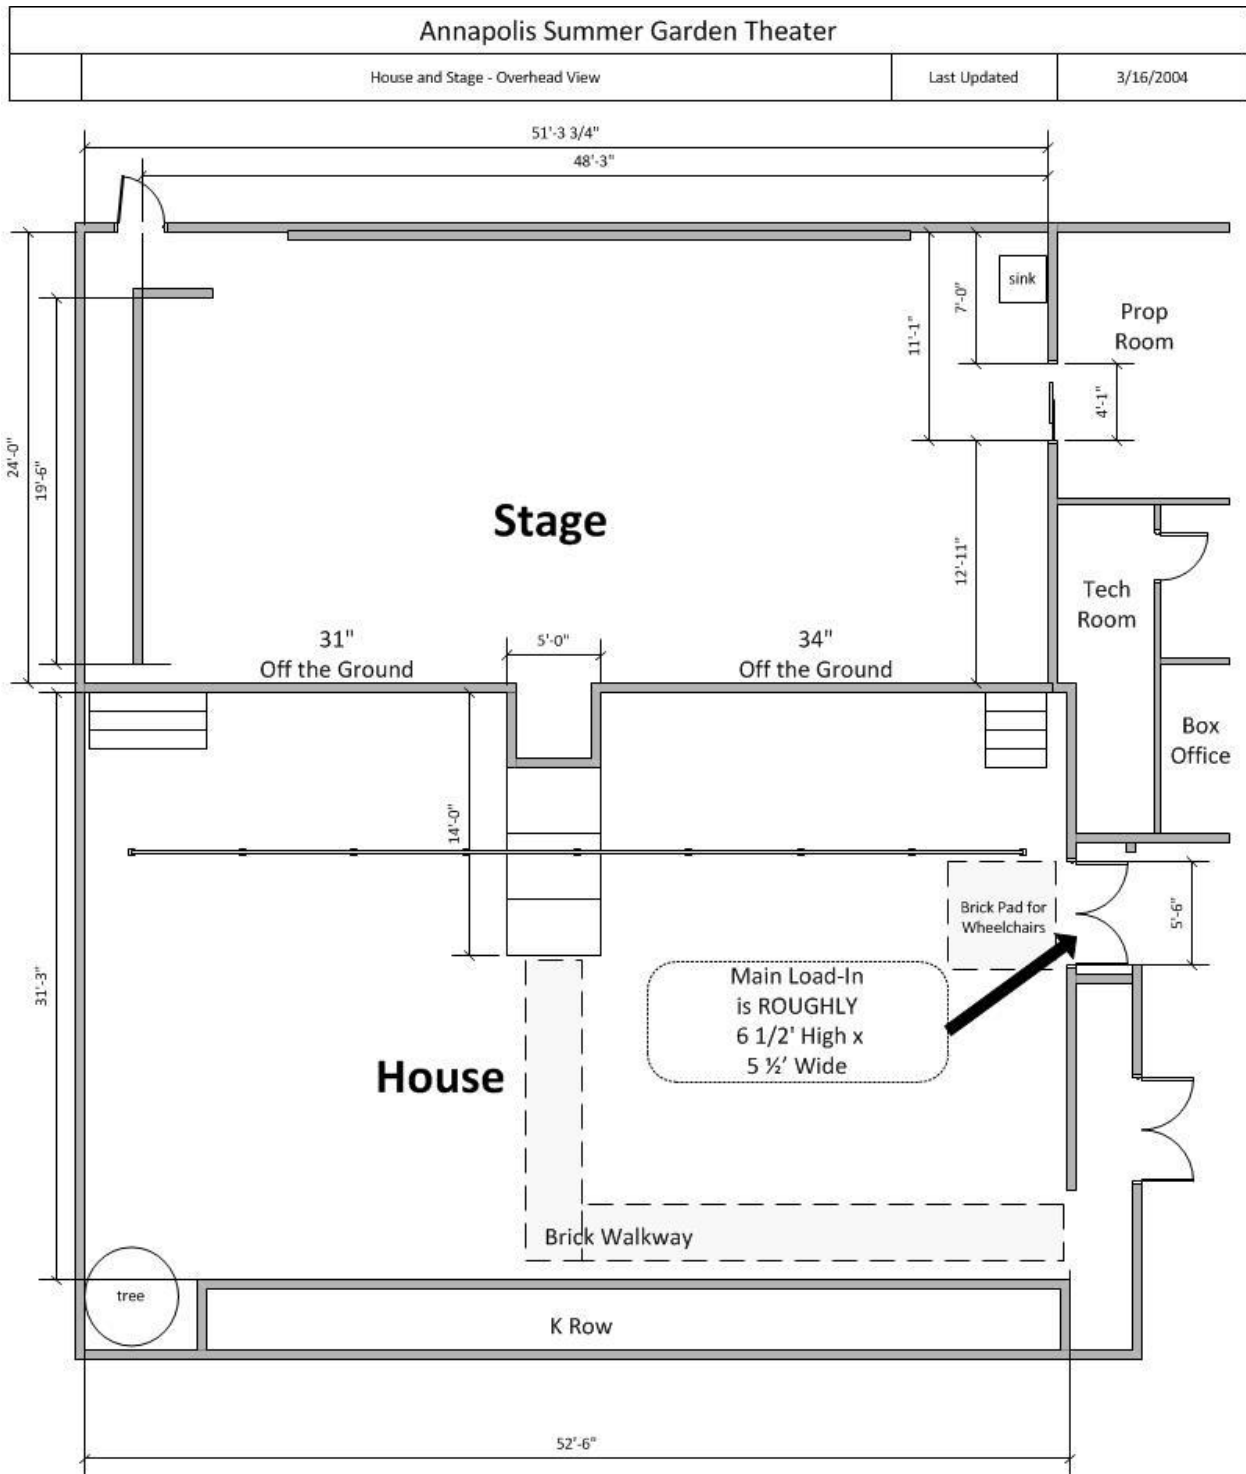 Annapolis Summer Garden Theater
House and Stage - Overhead View
Last Updated
3/16/2004
51'-3 3/4"
48'-3"
sink
7'-0"
11'-1"
Prop
Room
4'-1"
24'-0"
19'-6"
Stage
12'-11"
Tech
Room
31"
Off the Ground
5'-0"
34"
Off the Ground
Box
Office
14'-0"
Brick Pad for
Wheelchairs
5'-6"
31'-3"
Main Load-In
is ROUGHLY
6 1/2' High x
5 ½’ Wide
House
Brick Walkway
tree
K Row
52'-6"